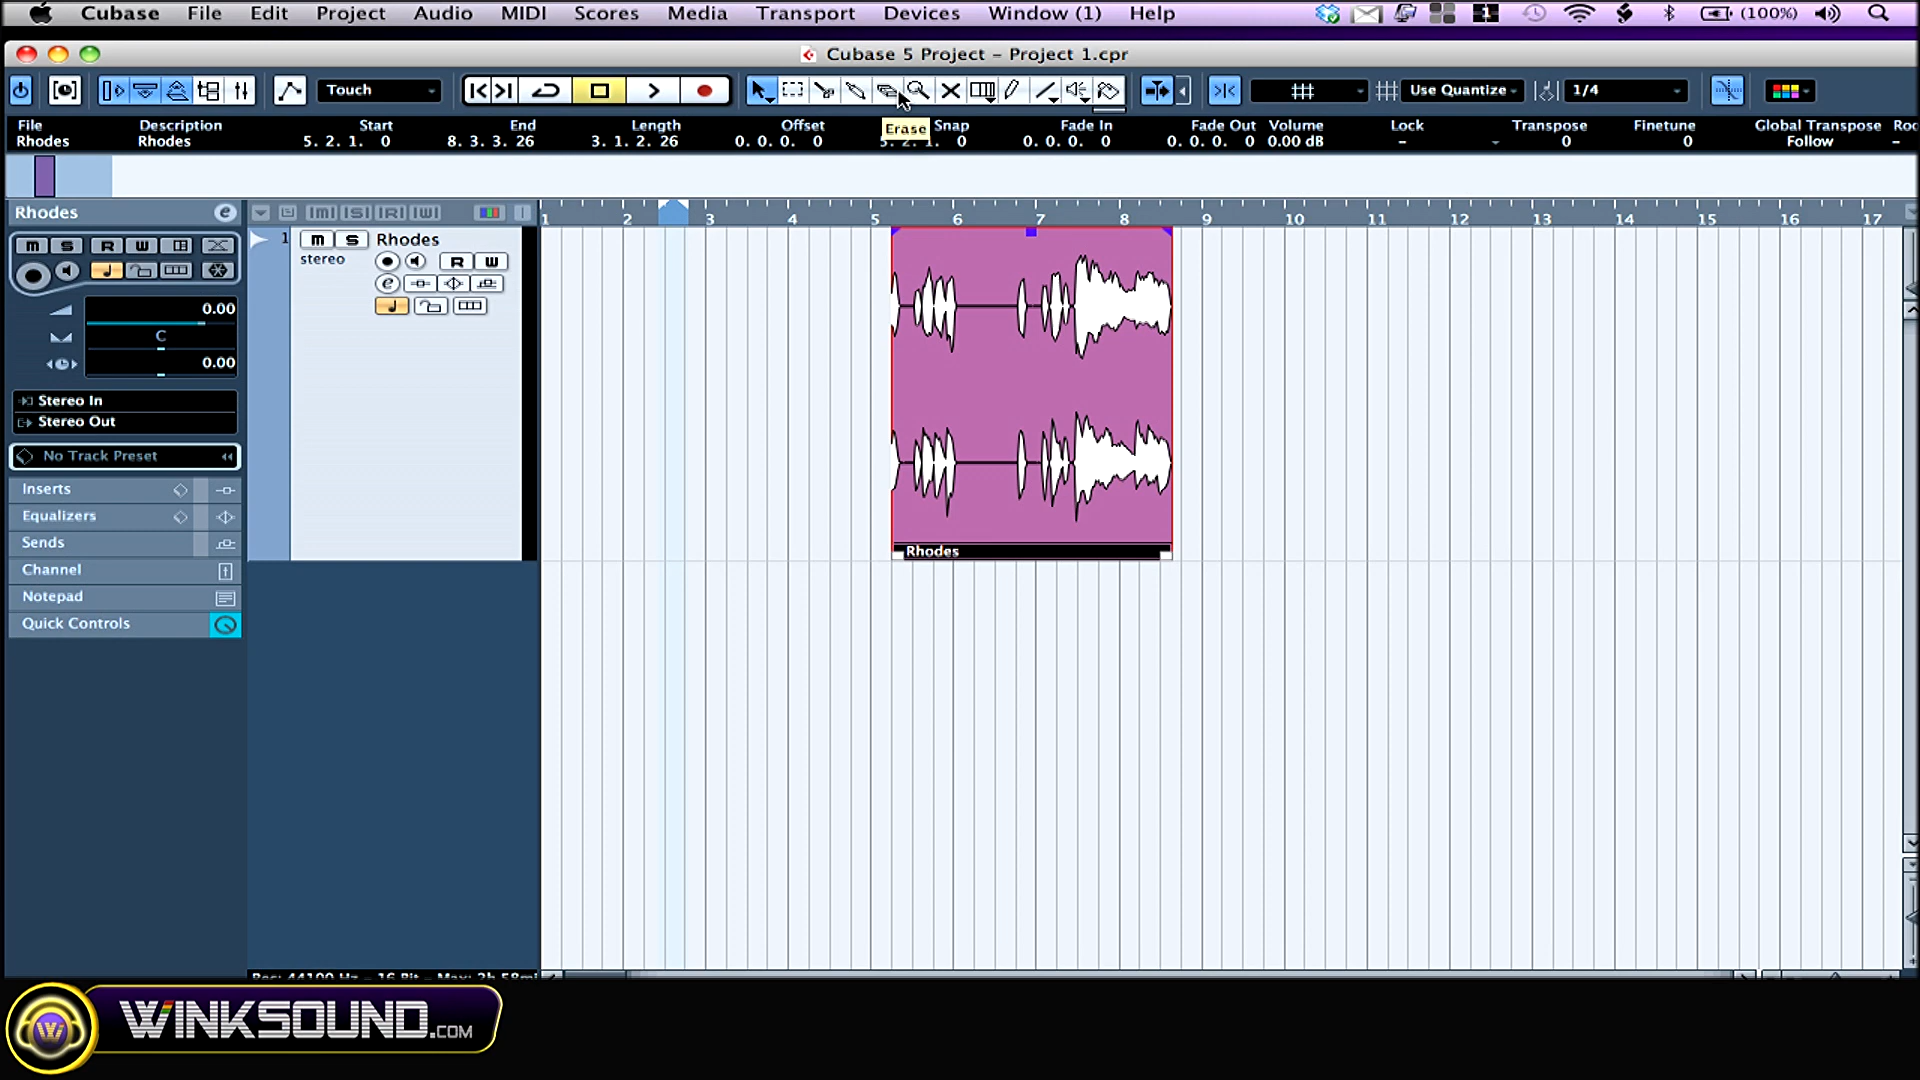 Cubase File Edit Project Audio MIDI Scores Media Transport Devices Window (1) Help 1 (100%)
Cubase 5 Project – Project 1.cpr
Touch Use Quantize 1/4
Erase
File Description Start End Length Offset Snap Fade In Fade Out Volume Lock Transpose Finetune Global Transpose Roo
Rhodes Rhodes 5. 2. 1. 0 8. 3. 3. 26 3. 1. 2. 26 0. 0. 0. 0 5. 2. 1. 0 0. 0. 0. 0 0. 0. 0. 0 0.00 dB – 0 0 Follow –
Rhodes e m S R W
1 2 3 4 5 6 7 8 9 10 11 12 13 14 15 16 17
m S R W
1 m S Rhodes
stereo
R W
e
0.00
C
0.00
Stereo In
Stereo Out
No Track Preset
Inserts
Equalizers
Sends
Channel
Notepad
Quick Controls
Rhodes
Rec: 44100 Hz – 16 Bit – Max: 2h 58mi
W WINKSOUND.COM